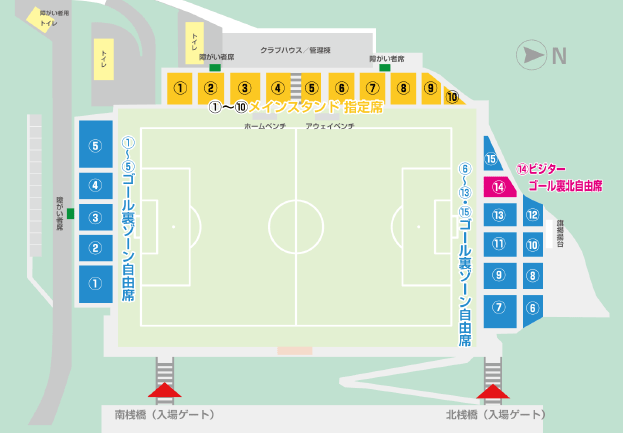 障がい者用
トイレ
トイレ
トイレ
障がい者席
クラブハウス／管理棟
障がい者席
N
① ② ③ ④ ⑤ ⑥ ⑦ ⑧ ⑨ ⑩
①～⑩メインスタンド 指定席
ホームベンチ
アウェイベンチ
⑤
④
③
②
①
①～⑤ゴール裏ゾーン自由席
障がい者席
⑥～⑬・⑮ゴール裏ゾーン自由席
⑮
⑭
⑭ビジター
ゴール裏北自由席
⑬ ⑫
⑪ ⑩
⑨ ⑧
⑦ ⑥
旗掲揚台
南桟橋（入場ゲート）
北桟橋（入場ゲート）